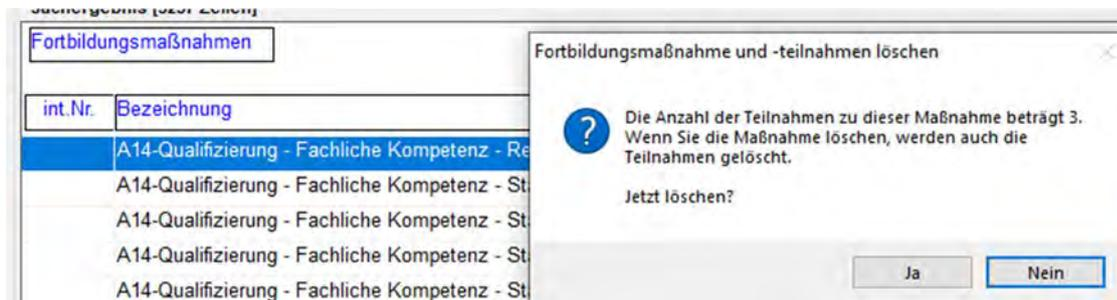 Fortbildungsmaßnahmen
int.Nr. Bezeichnung
A14-Qualifizierung - Fachliche Kompetenz - Re
A14-Qualifizierung - Fachliche Kompetenz - St
A14-Qualifizierung - Fachliche Kompetenz - St
A14-Qualifizierung - Fachliche Kompetenz - St
A14-Qualifizierung - Fachliche Kompetenz - St
Fortbildungsmaßnahme und -teilnahmen löschen
Die Anzahl der Teilnahmen zu dieser Maßnahme beträgt 3.
Wenn Sie die Maßnahme löschen, werden auch die
Teilnahmen gelöscht.
Jetzt löschen?
Ja Nein